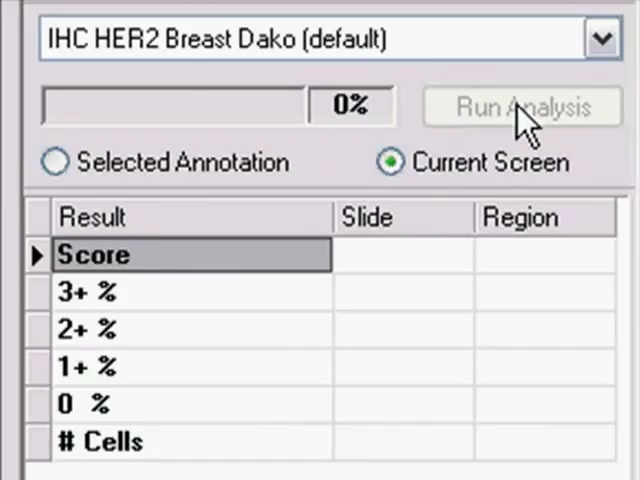 IHC HER2 Breast Dako (default)
0% Run Analysis
Selected Annotation Current Screen
Result Slide Region
Score
3+ %
2+ %
1+ %
0 %
# Cells